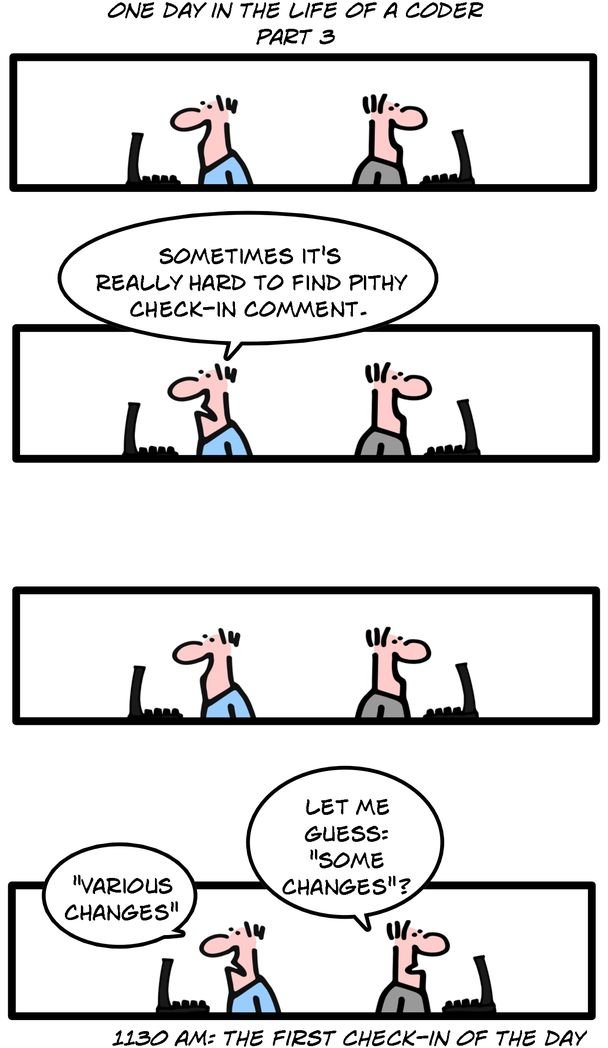 ONE DAY IN THE LIFE OF A CODER
PART 3
SOMETIMES IT'S
REALLY HARD TO FIND PITHY
CHECK-IN COMMENT.
LET ME
GUESS:
"SOME
CHANGES"?
"VARIOUS
CHANGES"
1130 AM: THE FIRST CHECK-IN OF THE DAY